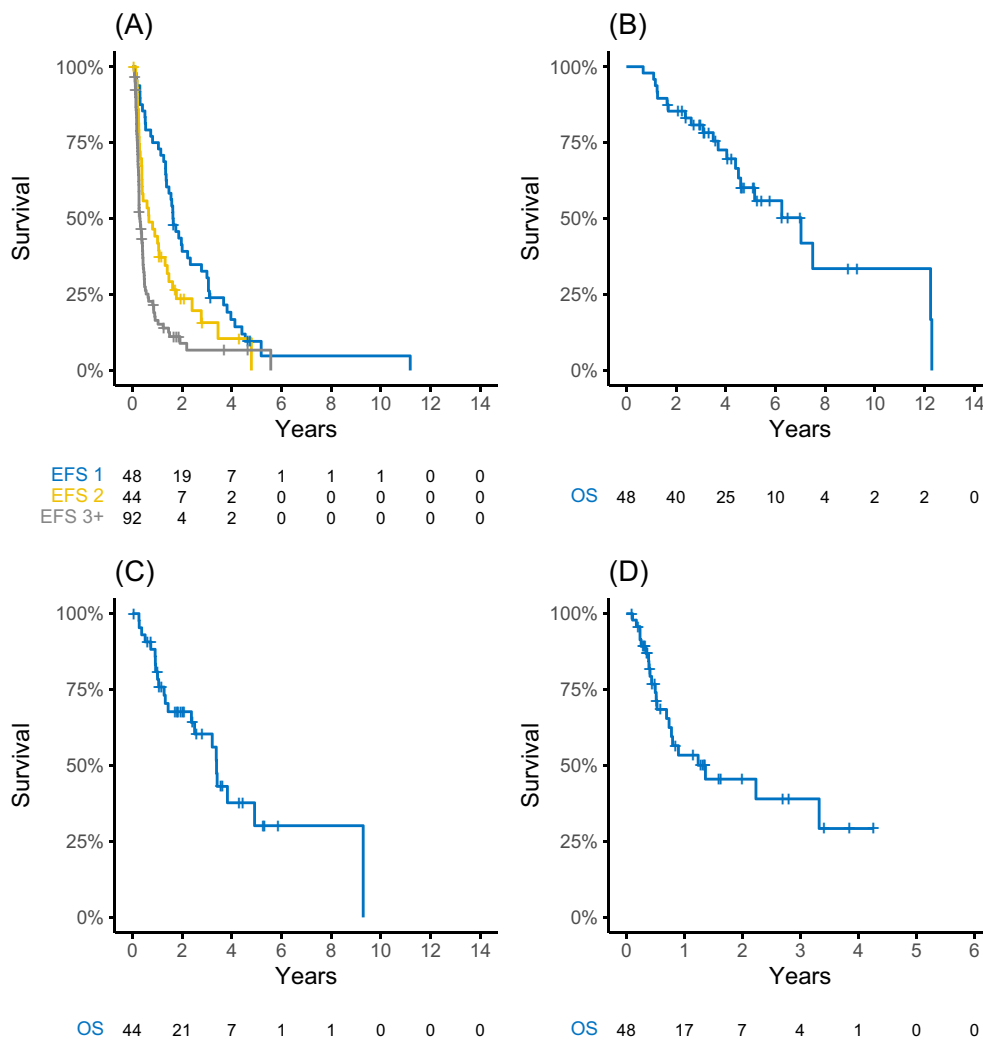 (A)
Survival
100%
75%
50%
25%
0%
0 2 4 6 8 10 12 14
Years
EFS 1 48 19 7 1 1 1 0 0
EFS 2 44 7 2 0 0 0 0 0
EFS 3+ 92 4 2 0 0 0 0 0
(B)
Survival
100%
75%
50%
25%
0%
0 2 4 6 8 10 12 14
Years
OS 48 40 25 10 4 2 2 0
(C)
Survival
100%
75%
50%
25%
0%
0 2 4 6 8 10 12 14
Years
OS 44 21 7 1 1 0 0 0
(D)
Survival
100%
75%
50%
25%
0%
0 1 2 3 4 5 6
Years
OS 48 17 7 4 1 0 0